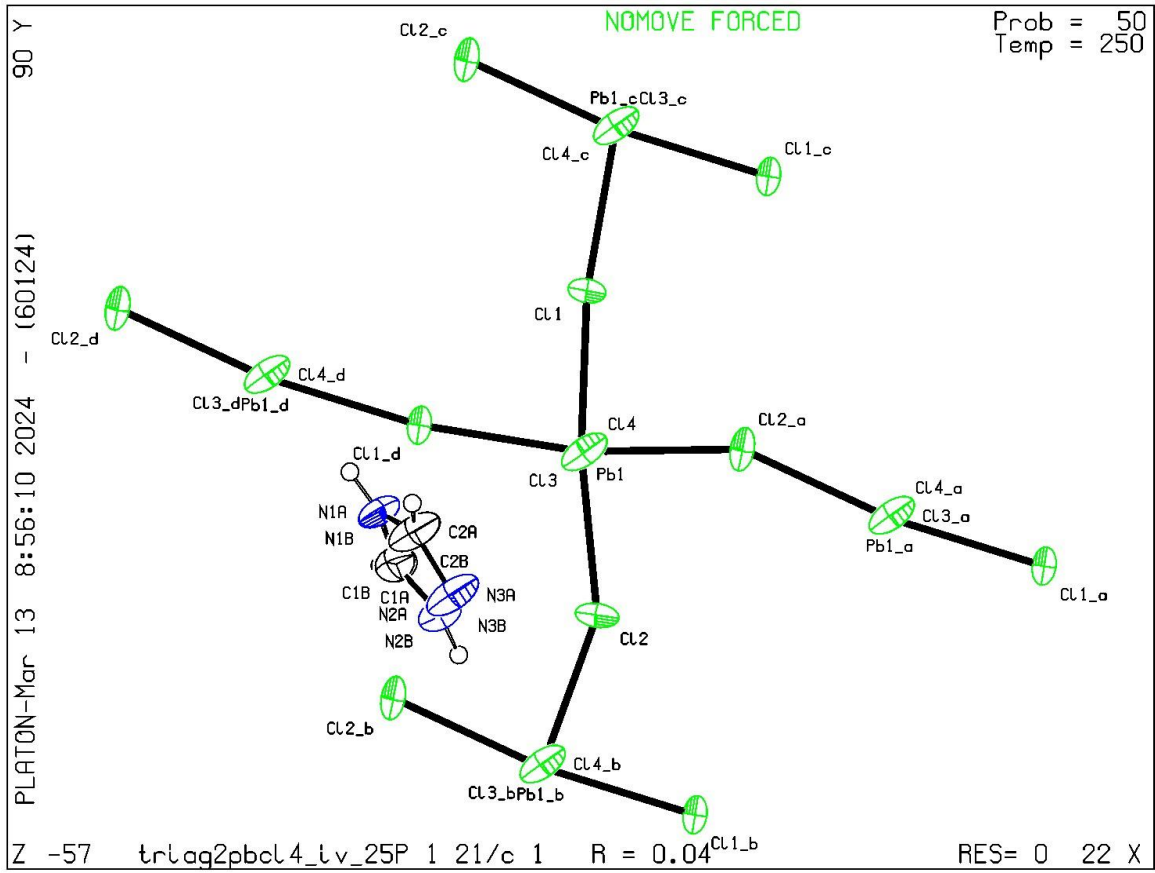 NOMOVE FORCED
Prob = 50
Temp = 250
90 Y
PLATON-Mar 13 8:56:10 2024 - (60124)
Cl2_c
Pb1_cCl3_c
Cl4_c
Cl1_c
Cl1
Cl2_d
Cl4_d
Cl3_dPb1_d
Cl1_d
Cl4
Cl3
Pb1
Cl2_a
Cl4_a
Cl3_a
Pb1_a
Cl1_a
N1A
N1B
C2A
C2B
C1B
C1A
N2A
N3A
N2B
N3B
Cl2
Cl2_b
Cl4_b
Cl3_bPb1_b
Cl1_b
Z -57 triag2pbcl4_iv_25P 1 21/c 1 R = 0.04 RES= 0 22 X